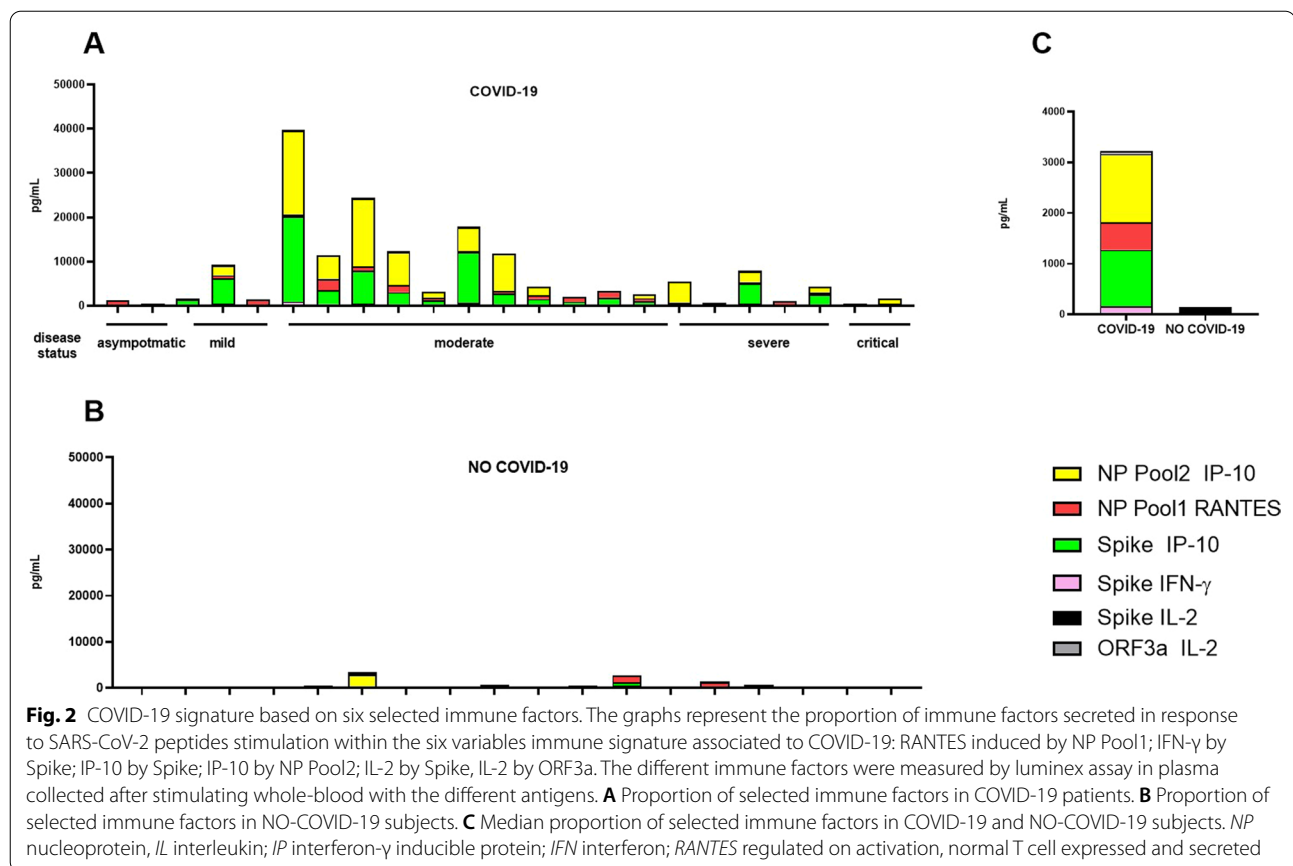 A
C
COVID-19
50000
40000
30000
20000
10000
0
pg/mL
disease status
asympotmatic
mild
moderate
severe
critical
4000
3000
2000
1000
0
pg/mL
COVID-19
NO COVID-19
B
NO COVID-19
50000
40000
30000
20000
10000
0
pg/mL
NP Pool2 IP-10
NP Pool1 RANTES
Spike IP-10
Spike IFN-γ
Spike IL-2
ORF3a IL-2
Fig. 2 COVID-19 signature based on six selected immune factors. The graphs represent the proportion of immune factors secreted in response
to SARS-CoV-2 peptides stimulation within the six variables immune signature associated to COVID-19: RANTES induced by NP Pool1; IFN-γ by
Spike; IP-10 by Spike; IP-10 by NP Pool2; IL-2 by Spike, IL-2 by ORF3a. The different immune factors were measured by luminex assay in plasma
collected after stimulating whole-blood with the different antigens. A Proportion of selected immune factors in COVID-19 patients. B Proportion of
selected immune factors in NO-COVID-19 subjects. C Median proportion of selected immune factors in COVID-19 and NO-COVID-19 subjects. NP
nucleoprotein, IL interleukin; IP interferon-γ inducible protein; IFN interferon; RANTES regulated on activation, normal T cell expressed and secreted